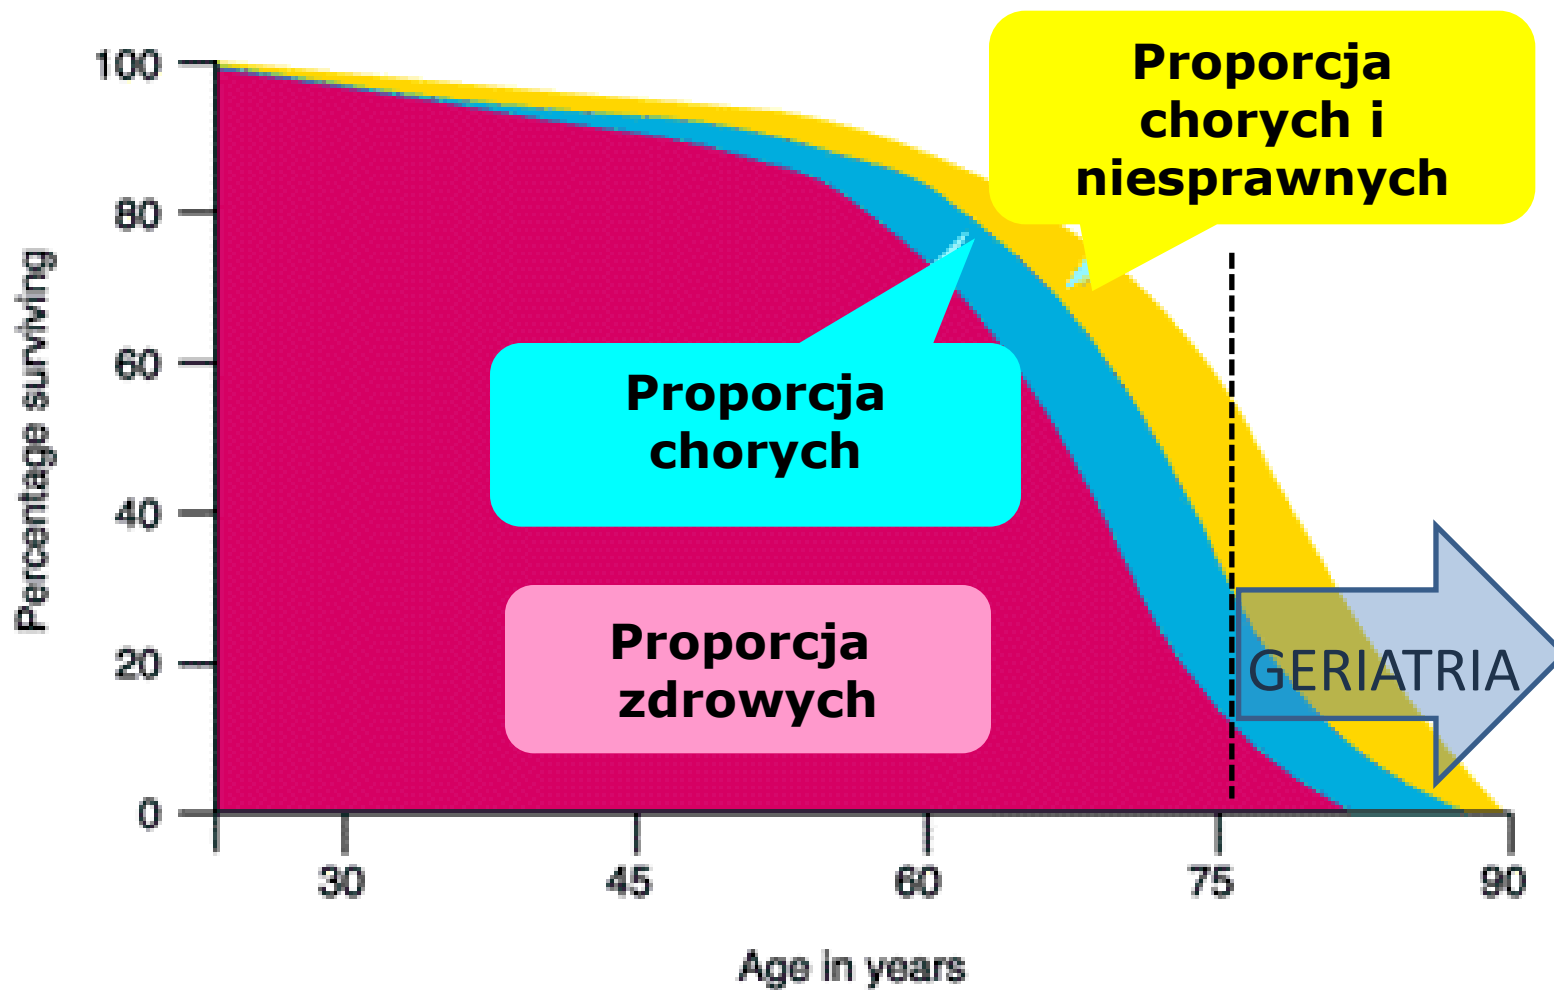 Proporcja
chorych i
niesprawnych
Proporcja
chorych
Proporcja
zdrowych
GERIATRIA
Percentage surviving
100
80
60
40
20
0
30 45 60 75 90
Age in years